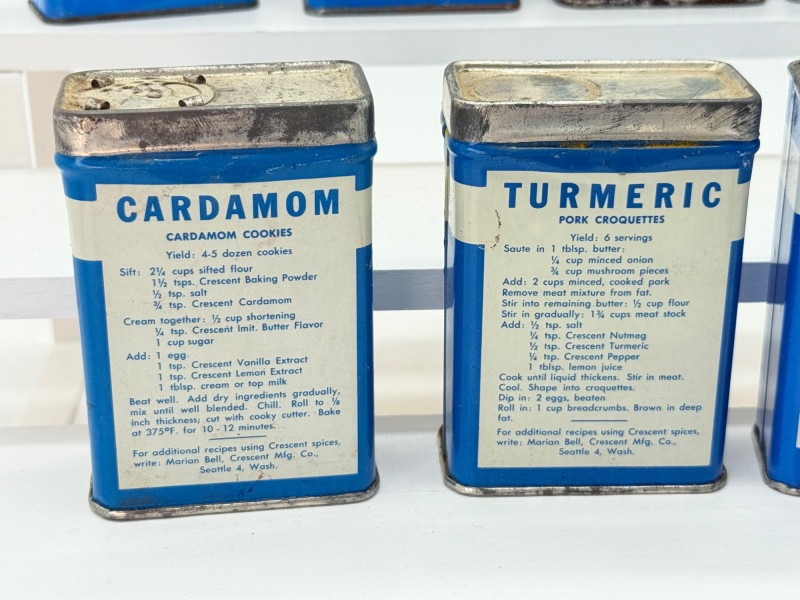 CARDAMOM
CARDAMOM COOKIES
Yield: 4-5 dozen cookies
Sift: 2¼ cups sifted flour
1½ tsps. Crescent Baking Powder
½ tsp. salt
¾ tsp. Crescent Cardamom
Cream together: ½ cup shortening
¼ tsp. Crescent Imit. Butter Flavor
1 cup sugar
Add: 1 egg
1 tsp. Crescent Vanilla Extract
1 tsp. Crescent Lemon Extract
1 tblsp. cream or top milk
Beat well. Add dry ingredients gradually,
mix until well blended. Chill. Roll to ⅛
inch thickness; cut with cooky cutter. Bake
at 375°F. for 10 - 12 minutes.
For additional recipes using Crescent spices,
write: Marian Bell, Crescent Mfg. Co.,
Seattle 4, Wash.
TURMERIC
PORK CROQUETTES
Yield: 6 servings
Saute in 1 tblsp. butter:
¼ cup minced onion
¾ cup mushroom pieces
Add: 2 cups minced, cooked pork
Remove meat mixture from fat.
Stir into remaining butter: ½ cup flour
Stir in gradually: 1¾ cups meat stock
Add: ½ tsp. salt
¼ tsp. Crescent Nutmeg
½ tsp. Crescent Turmeric
¼ tsp. Crescent Pepper
1 tblsp. lemon juice
Cook until liquid thickens. Stir in meat.
Cool. Shape into croquettes.
Dip in: 2 eggs, beaten
Roll in: 1 cup breadcrumbs. Brown in deep
fat.
For additional recipes using Crescent spices,
write: Marian Bell, Crescent Mfg. Co.,
Seattle 4, Wash.